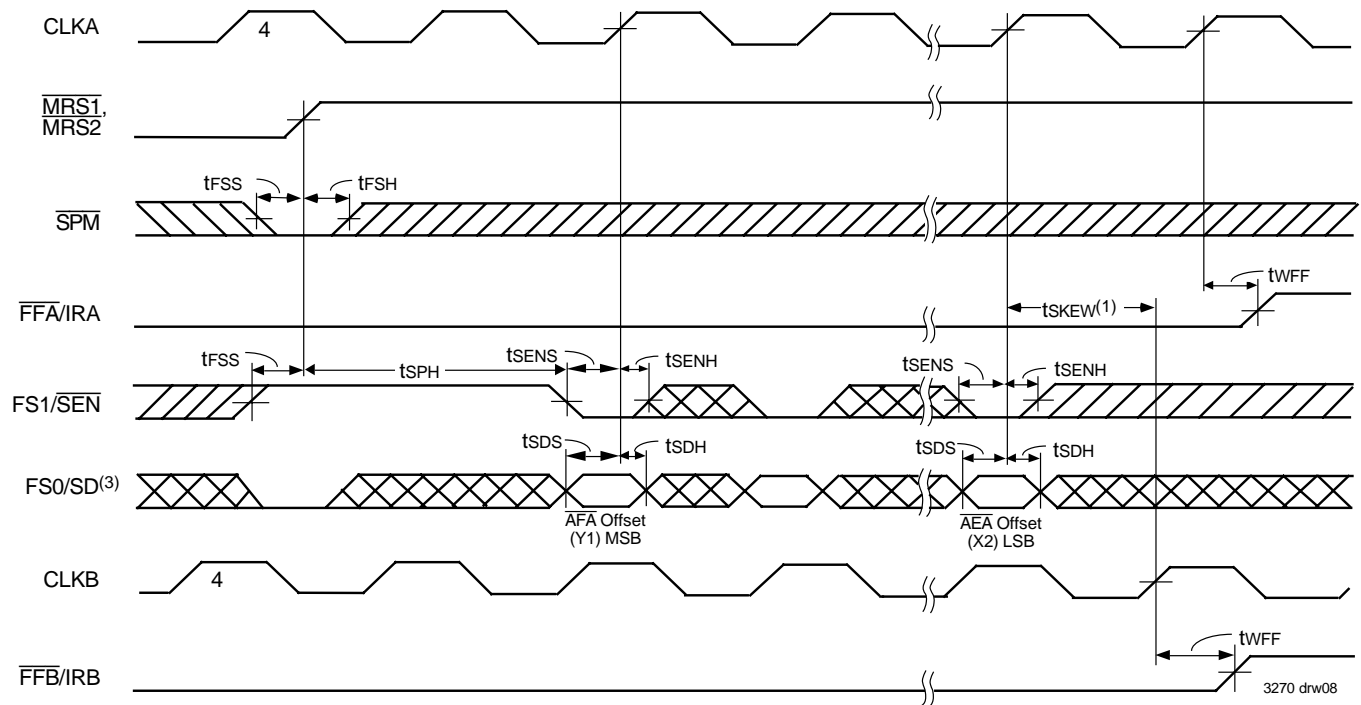 CLKA
4
MRS1,
MRS2
tFSS
tFSH
SPM
tWFF
FFA/IRA
tSKEW(1)
tFSS
tSPH
tSENS
tSENH
tSENS
tSENH
FS1/SEN
tSDS
tSDH
tSDS
tSDH
FS0/SD(3)
AFA Offset
(Y1) MSB
AEA Offset
(X2) LSB
CLKB
4
tWFF
FFB/IRB
3270 drw08